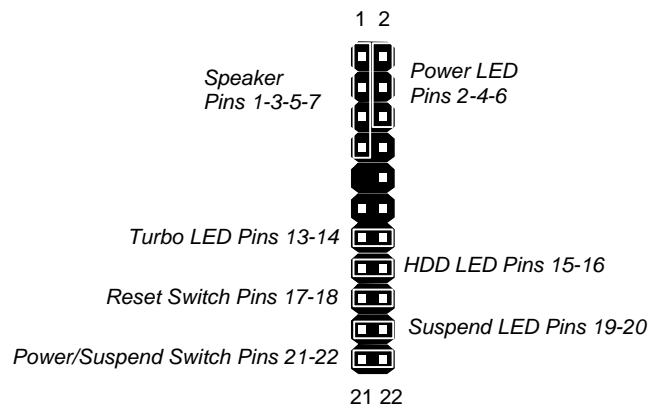 1 2
Speaker
Pins 1-3-5-7
Power LED
Pins 2-4-6
Turbo LED Pins 13-14
HDD LED Pins 15-16
Reset Switch Pins 17-18
Suspend LED Pins 19-20
Power/Suspend Switch Pins 21-22
21 22